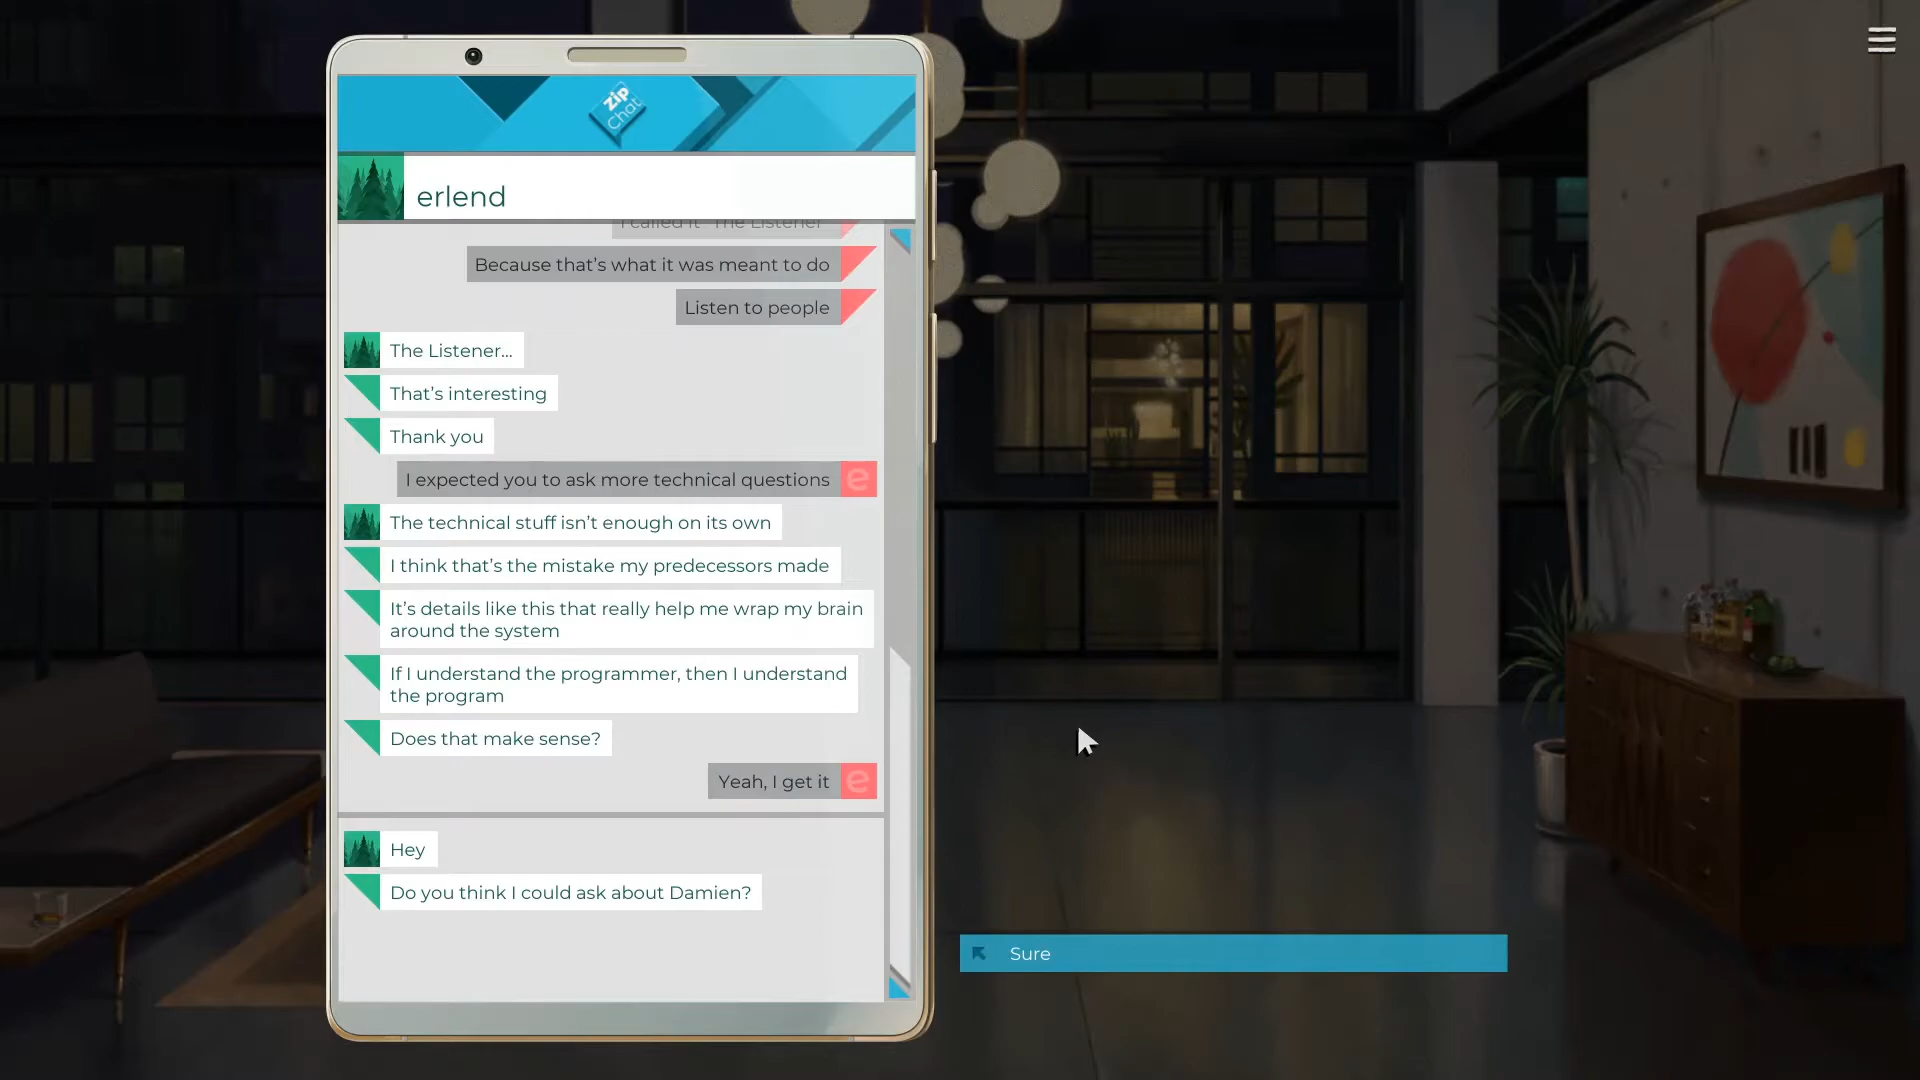 zip
Chat
erlend
I called it "The Listener"
Because that's what it was meant to do
Listen to people
The Listener...
That's interesting
Thank you
I expected you to ask more technical questions
e
The technical stuff isn't enough on its own
I think that's the mistake my predecessors made
It's details like this that really help me wrap my brain
around the system
If I understand the programmer, then I understand
the program
Does that make sense?
Yeah, I get it
e
Hey
Do you think I could ask about Damien?
Sure